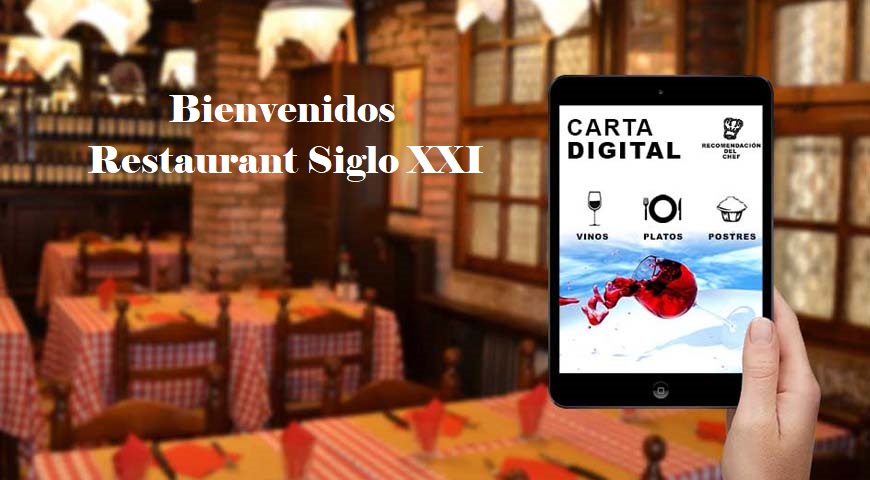 Bienvenidos
Restaurant Siglo XXI
CARTA
DIGITAL
RECOMENDACIÓN
DEL
CHEF
VINOS
PLATOS
POSTRES